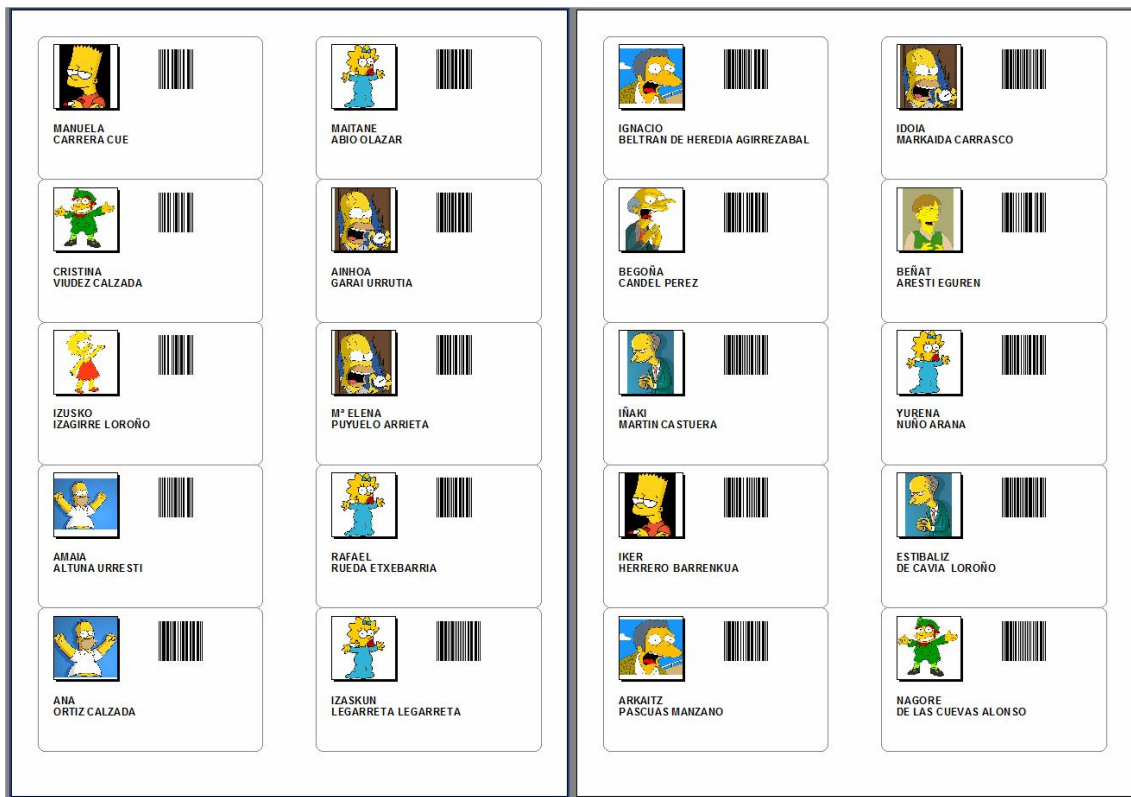 MANUELA
CARRERA CUE
MAITANE
ABIO OLAZAR
CRISTINA
VIUDEZ CALZADA
AINHOA
GARAI URRUTIA
IZUSKO
IZAGIRRE LOROÑO
Mª ELENA
PUYUELO ARRIETA
AMAIA
ALTUNA URRESTI
RAFAEL
RUEDA ETXEBARRIA
ANA
ORTIZ CALZADA
IZASKUN
LEGARRETA LEGARRETA
IGNACIO
BELTRAN DE HEREDIA AGIRREZABAL
IDOIA
MARKAIDA CARRASCO
BEGOÑA
CANDEL PEREZ
BEÑAT
ARESTI EGUREN
IÑAKI
MARTIN CASTUERA
YURENA
NUÑO ARANA
IKER
HERRERO BARRENKUA
ESTIBALIZ
DE CAVIA  LOROÑO
ARKAITZ
PASCUAS MANZANO
NAGORE
DE LAS CUEVAS ALONSO